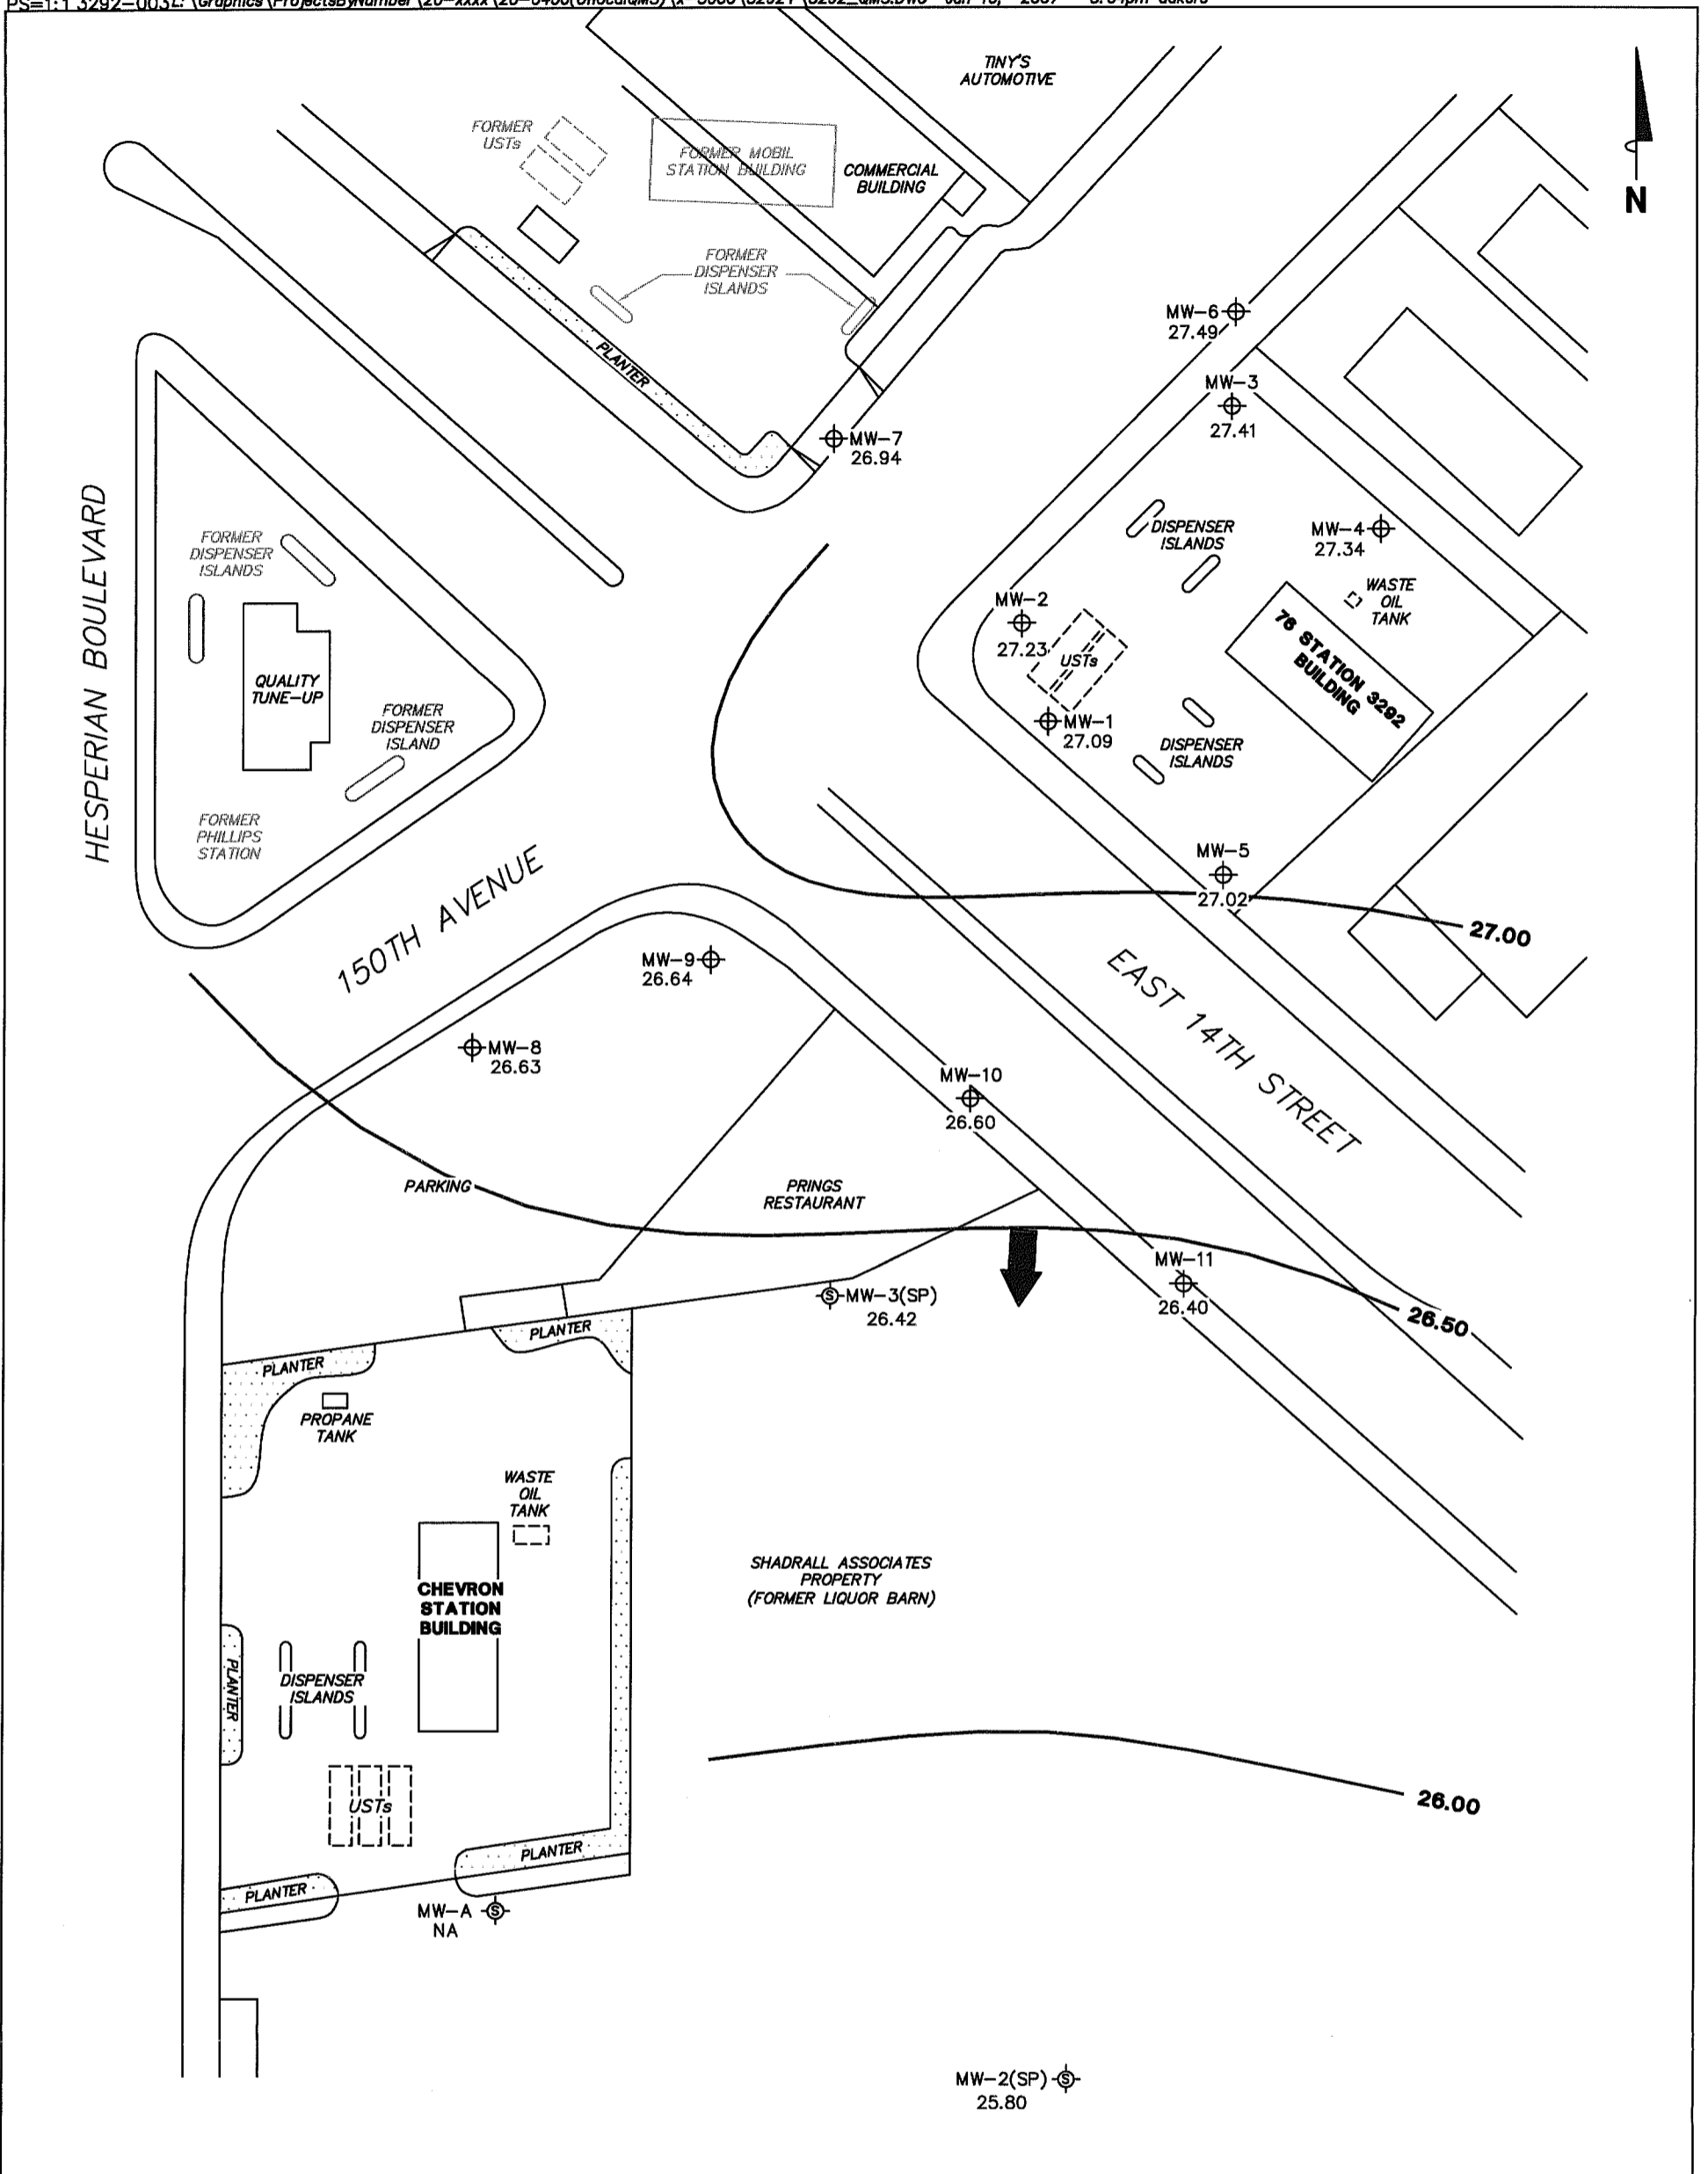 TINY'S
AUTOMOTIVE
N
FORMER
USTs
FORMER MOBIL
STATION BUILDING
COMMERCIAL
BUILDING
FORMER
DISPENSER
ISLANDS
PLANTER
MW-6
27.49
MW-3
27.41
MW-7
26.94
HESPERIAN BOULEVARD
FORMER
DISPENSER
ISLANDS
DISPENSER
ISLANDS
MW-4
27.34
WASTE
OIL
TANK
MW-2
27.23
USTs
76 STATION 3292
BUILDING
QUALITY
TUNE-UP
FORMER
DISPENSER
ISLAND
MW-1
27.09
DISPENSER
ISLANDS
FORMER
PHILLIPS
STATION
150TH AVENUE
MW-5
27.02
27.00
MW-9
26.64
EAST 14TH STREET
MW-8
26.63
MW-10
26.60
PARKING
PRINGS
RESTAURANT
MW-11
26.40
MW-3(SP)
26.42
26.50
PLANTER
PLANTER
PROPANE
TANK
WASTE
OIL
TANK
SHADRALL ASSOCIATES
PROPERTY
(FORMER LIQUOR BARN)
CHEVRON
STATION
BUILDING
PLANTER
DISPENSER
ISLANDS
USTs
26.00
PLANTER
PLANTER
MW-A
NA
MW-2(SP)
25.80